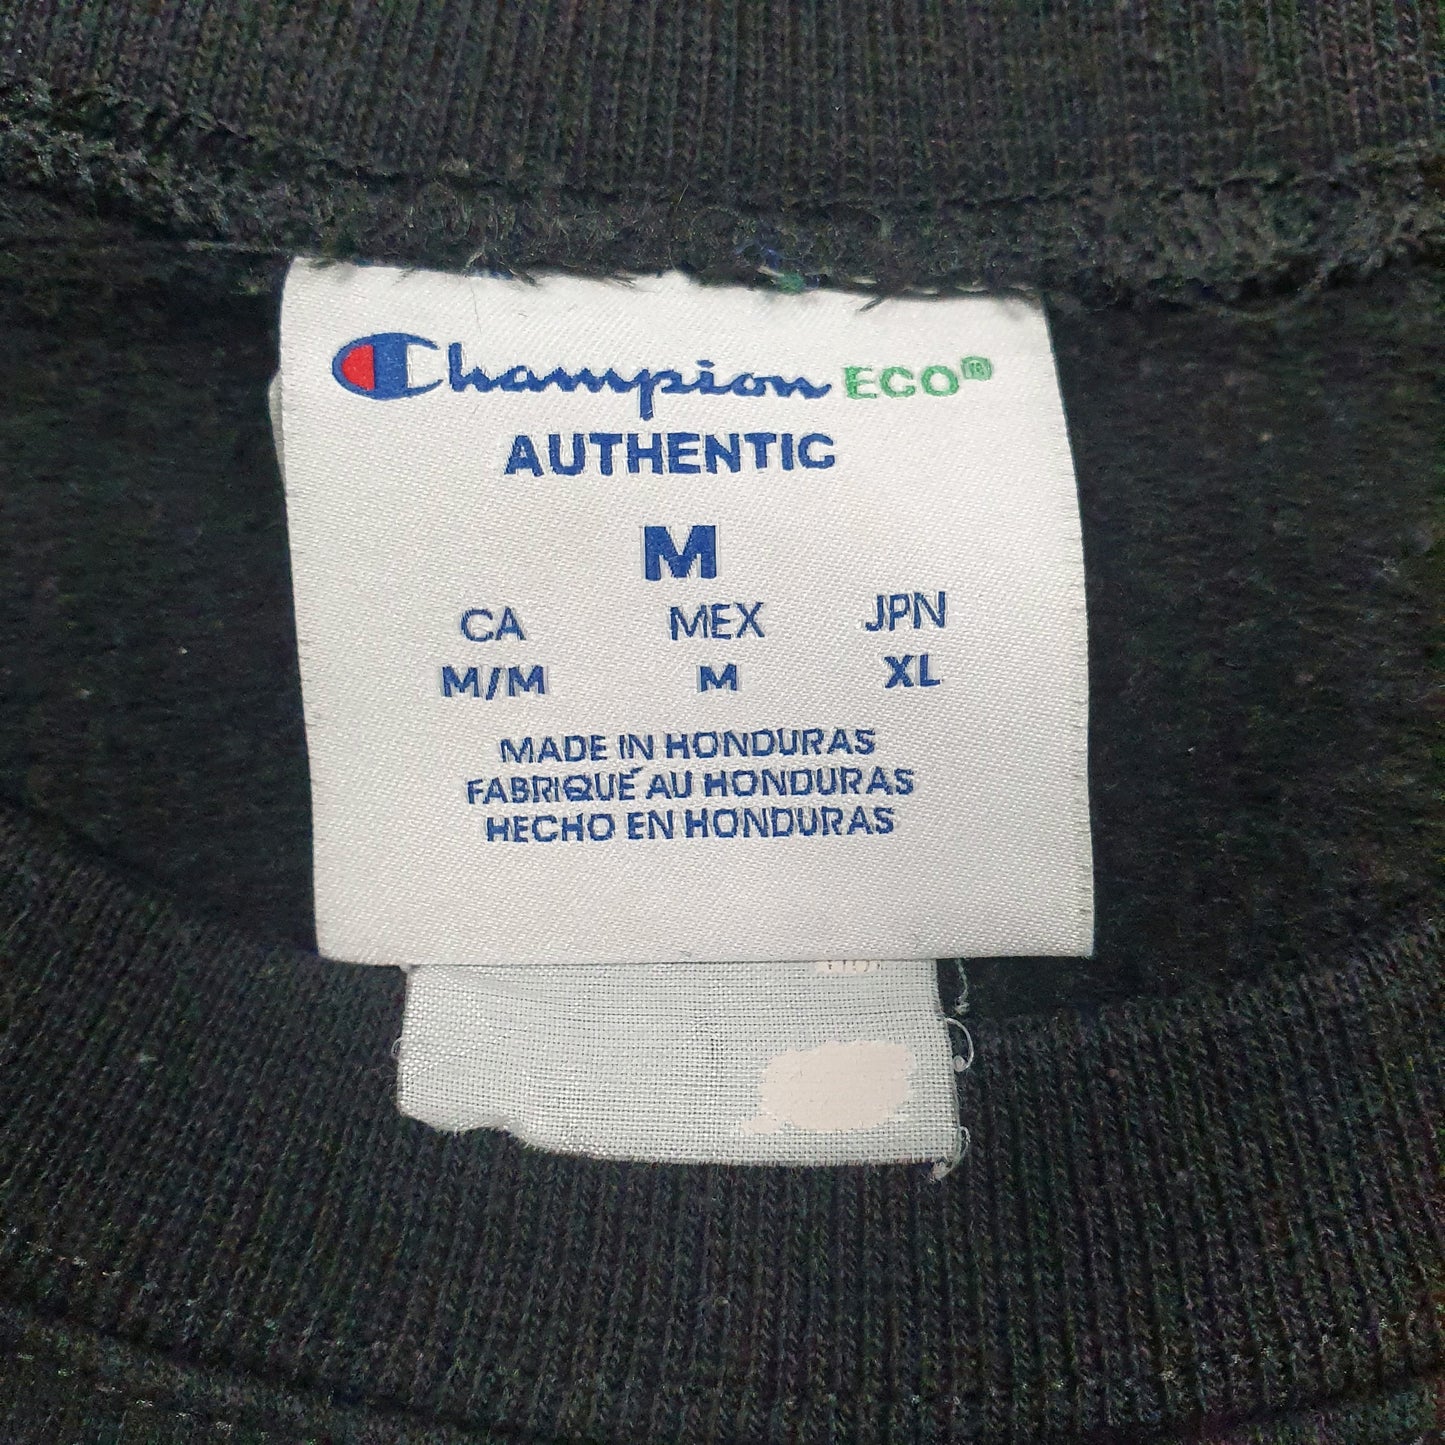 Champion ECO
AUTHENTIC
M
CA MEX JPN
M/M M XL
MADE IN HONDURAS
FABRIQUÉ AU HONDURAS
HECHO EN HONDURAS